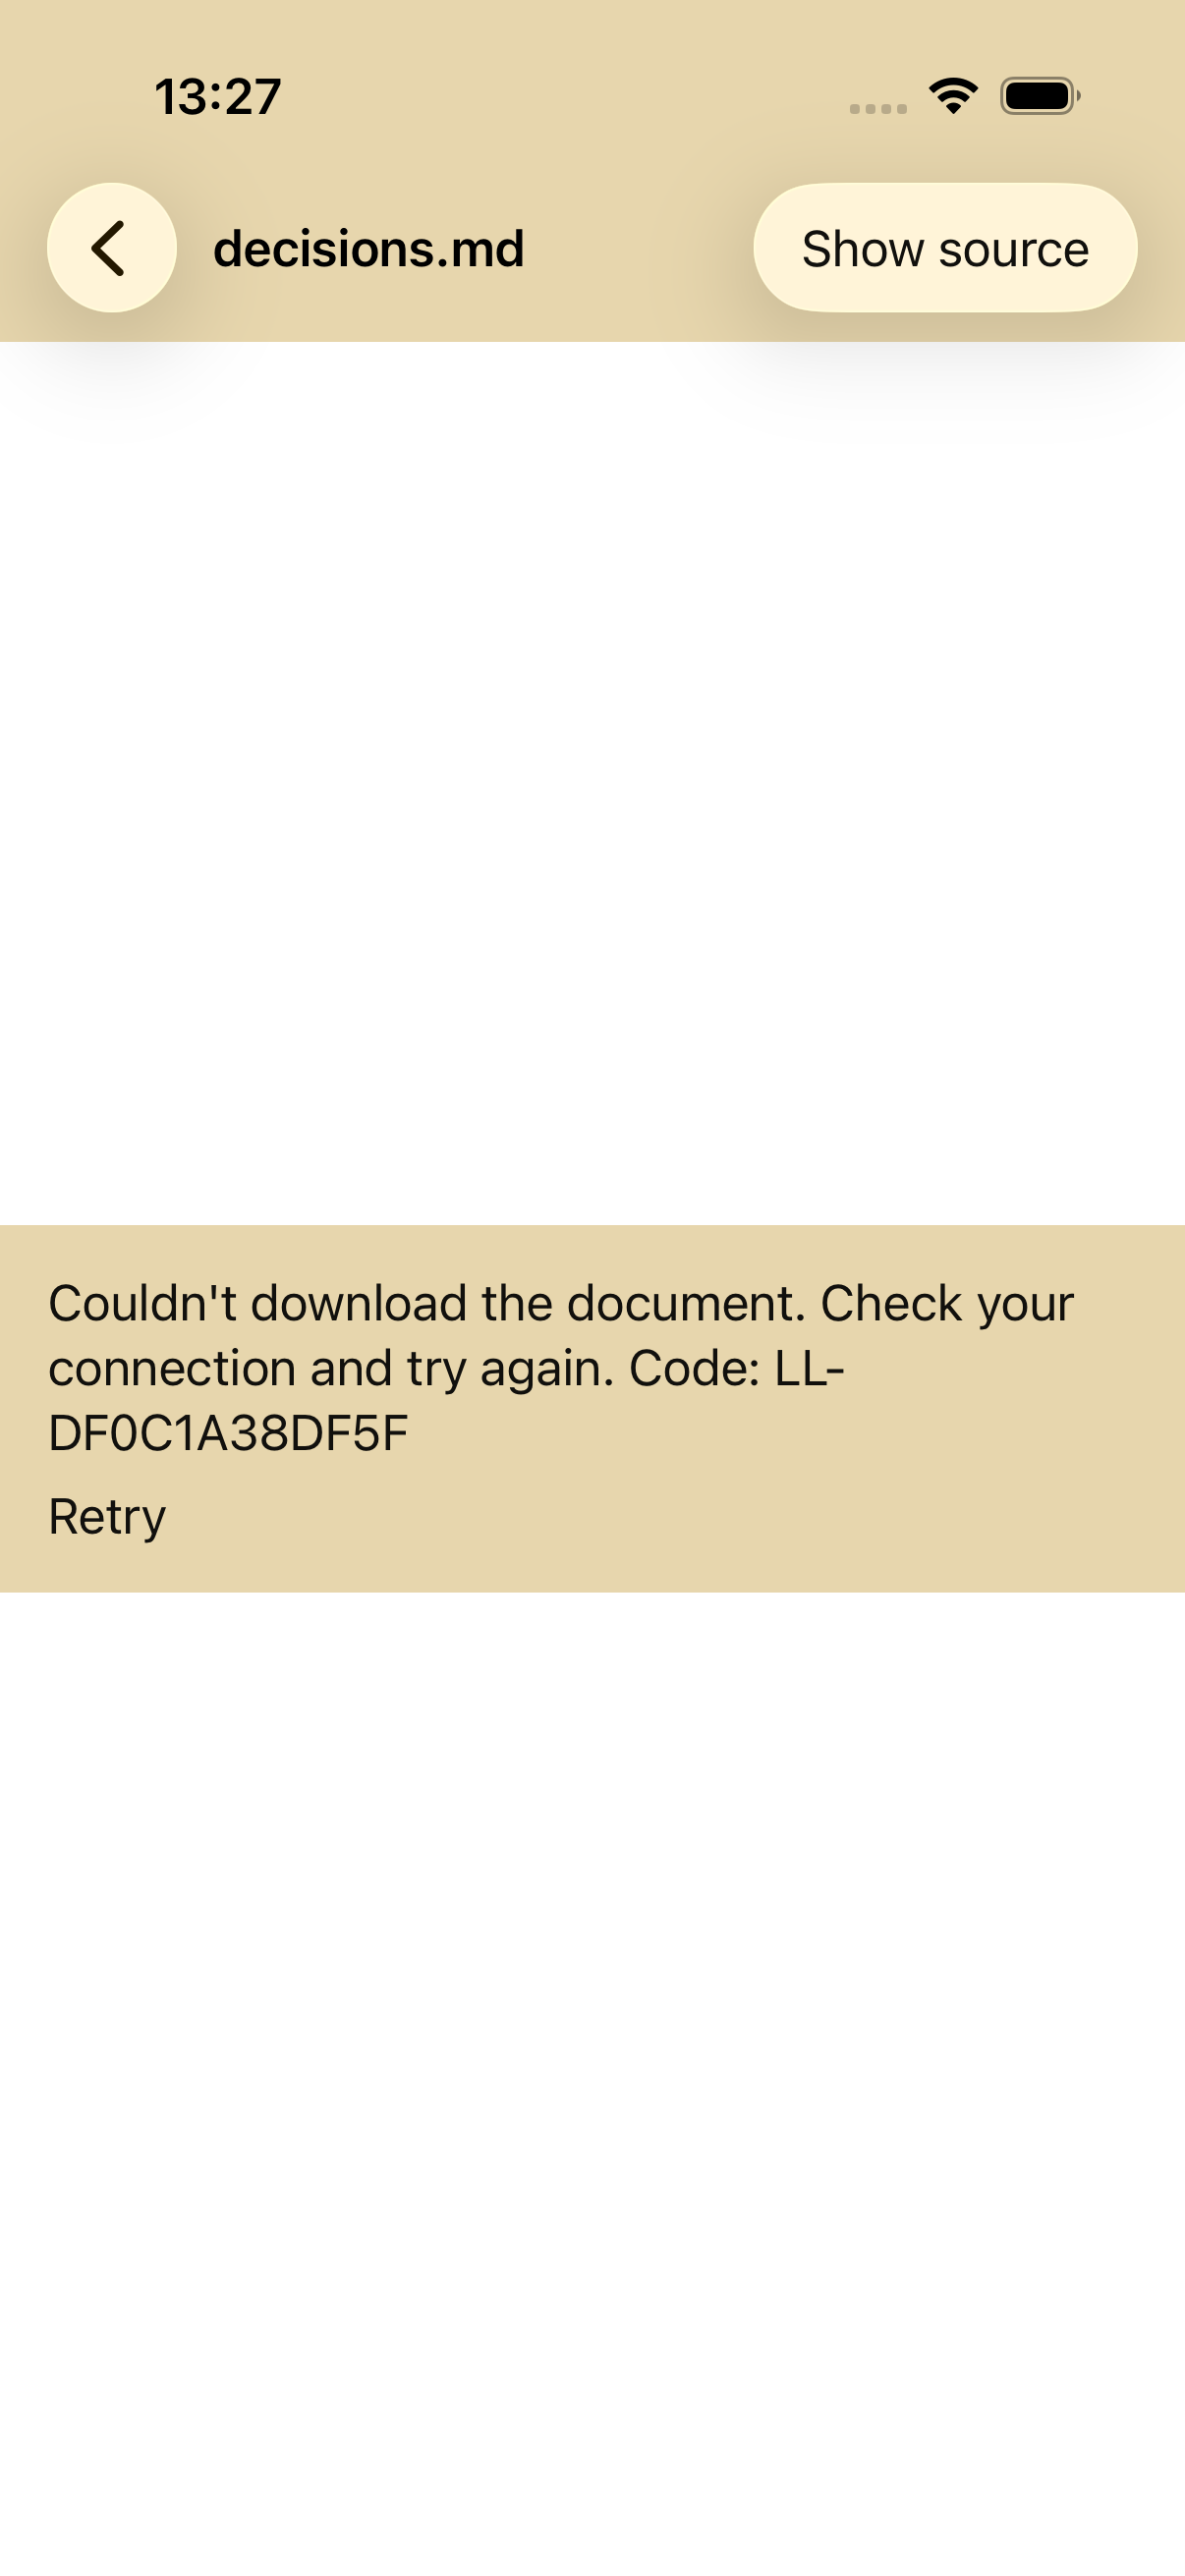 13:27
decisions.md
Show source
Couldn't download the document. Check your
connection and try again. Code: LL-
DF0C1A38DF5F
Retry